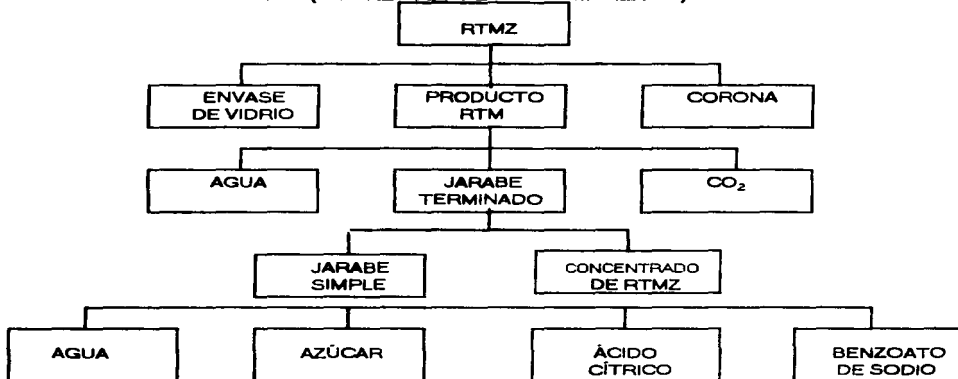 RTMZ
ENVASE
DE VIDRIO
PRODUCTO
RTM
CORONA
AGUA
JARABE
TERMINADO
CO₂
JARABE
SIMPLE
CONCENTRADO
DE RTMZ
AGUA
AZÚCAR
ÁCIDO
CÍTRICO
BENZOATO
DE SODIO